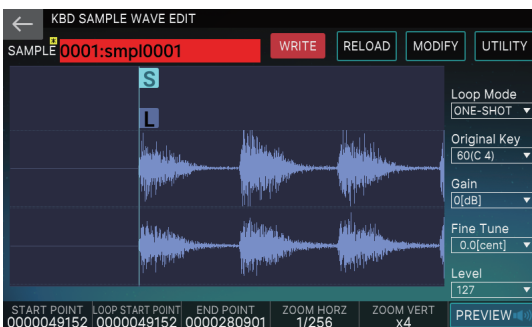 KBD SAMPLE WAVE EDIT
SAMPLE 0001:smpl0001 WRITE RELOAD MODIFY UTILITY
S
L
Loop Mode
ONE-SHOT
Original Key
60(C 4)
Gain
0[dB]
Fine Tune
0.0[cent]
Level
127
START POINT LOOP START POINT END POINT ZOOM HORZ ZOOM VERT
0000049152 0000049152 0000280901 1/256 x4
PREVIEW